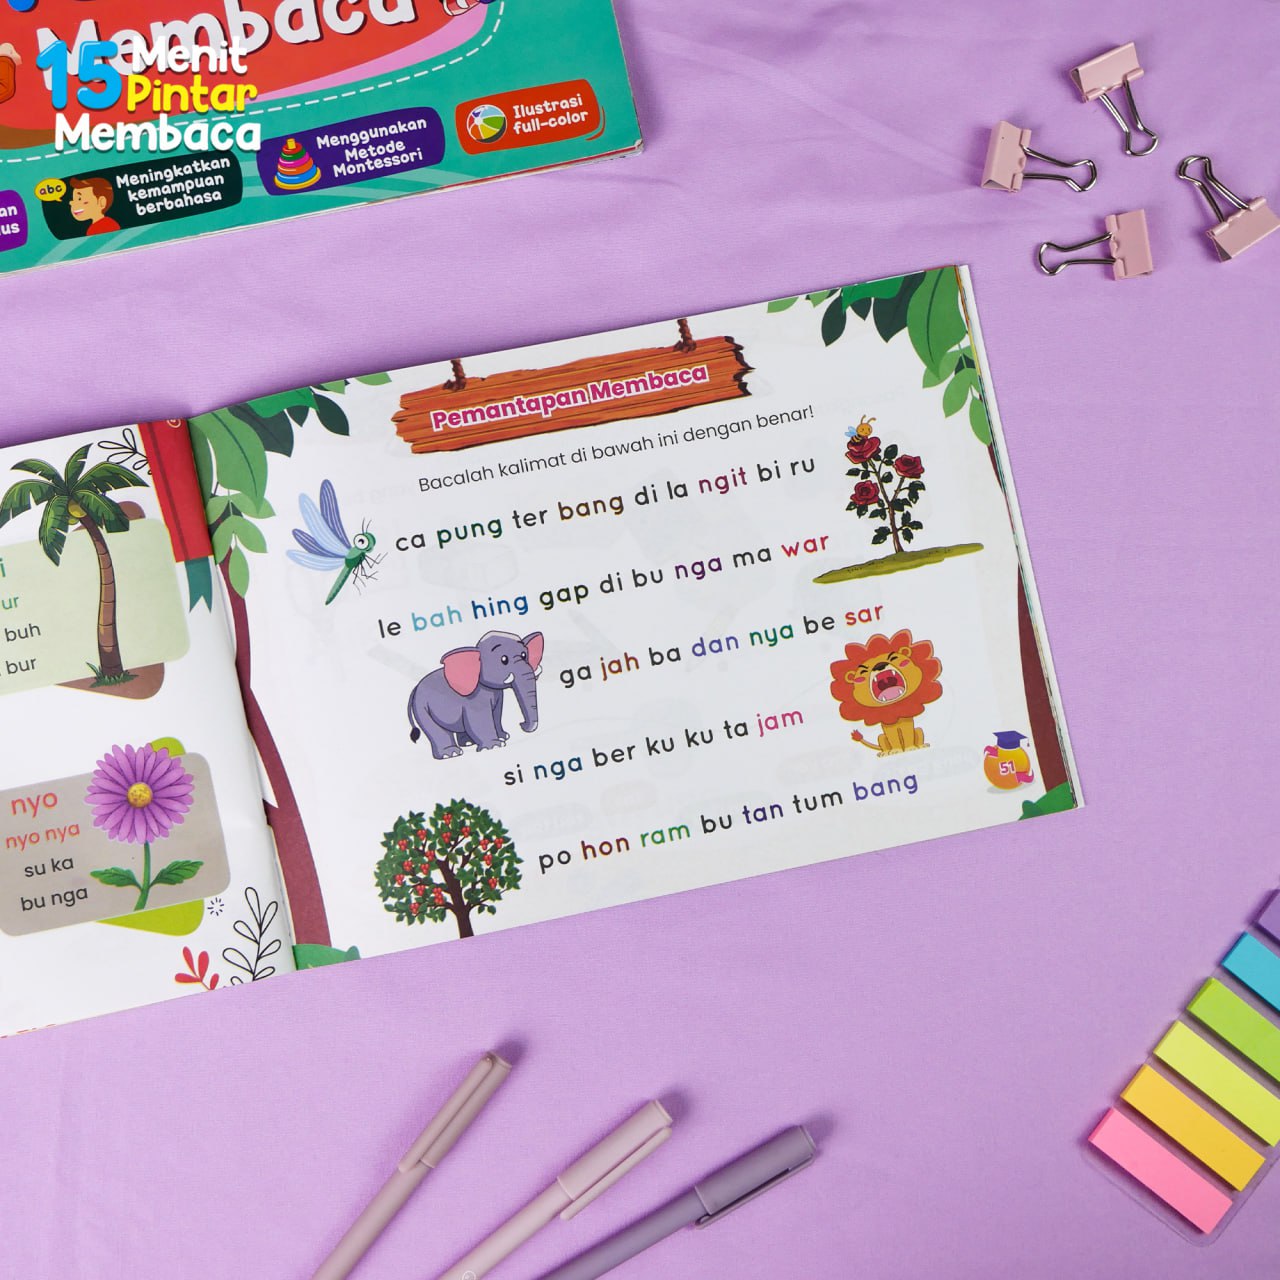 Membaca
15 Menit
Pintar
Membaca
Meningkatkan
kemampuan
berbahasa
abc
Menggunakan
Metode
Montessori
Ilustrasi
full-color
buh
bur
nyo
nyo nya
su ka
bu nga
Pemantapan Membaca
Bacalah kalimat di bawah ini dengan benar!
ca pung ter bang di la ngit bi ru
le bah hing gap di bu nga ma war
ga jah ba dan nya be sar
si nga ber ku ku ta jam
po hon ram bu tan tum bang
51